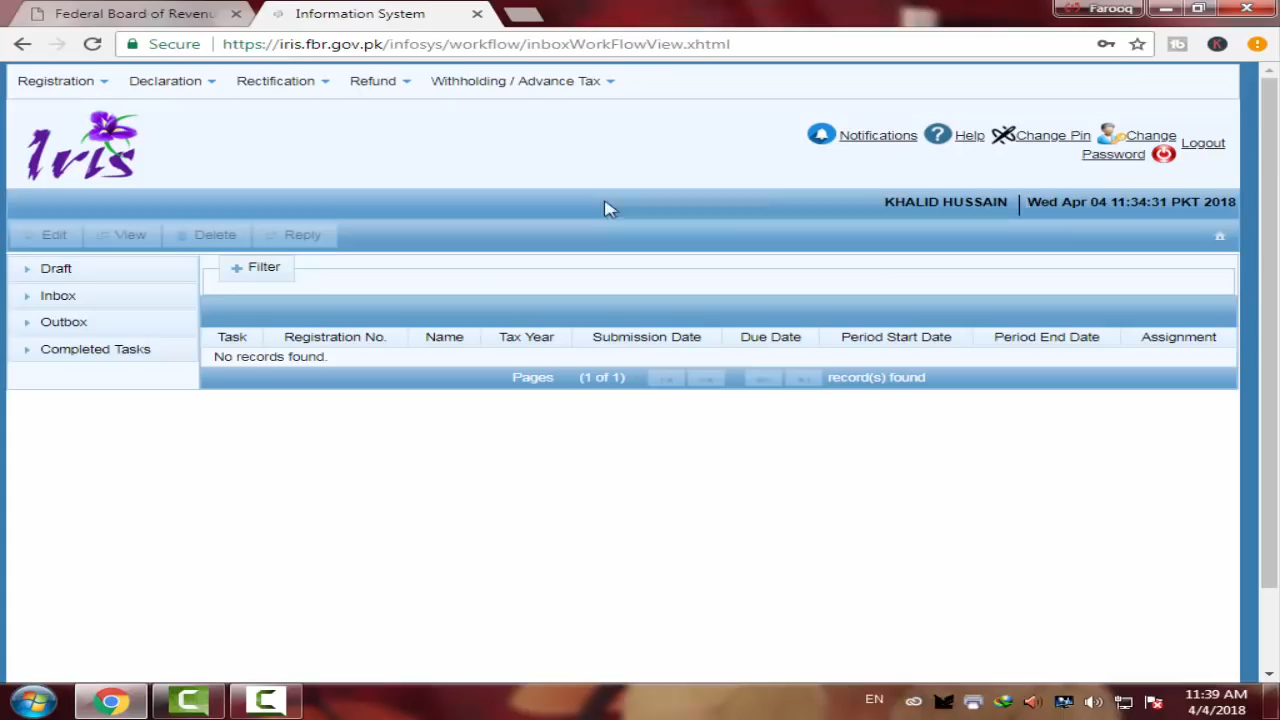 Federal Board of Revenu
Information System
Farooq
Secure
https://iris.fbr.gov.pk/infosys/workflow/inboxWorkFlowView.xhtml
Registration
Declaration
Rectification
Refund
Withholding / Advance Tax
Iris
Notifications
Help
Change Pin
Change
Password
Logout
KHALID HUSSAIN
Wed Apr 04 11:34:31 PKT 2018
Edit
View
Delete
Reply
Draft
Inbox
Outbox
Completed Tasks
Filter
Task Registration No. Name Tax Year Submission Date Due Date Period Start Date Period End Date Assignment
No records found.
Pages (1 of 1) record(s) found
EN
11:39 AM
4/4/2018